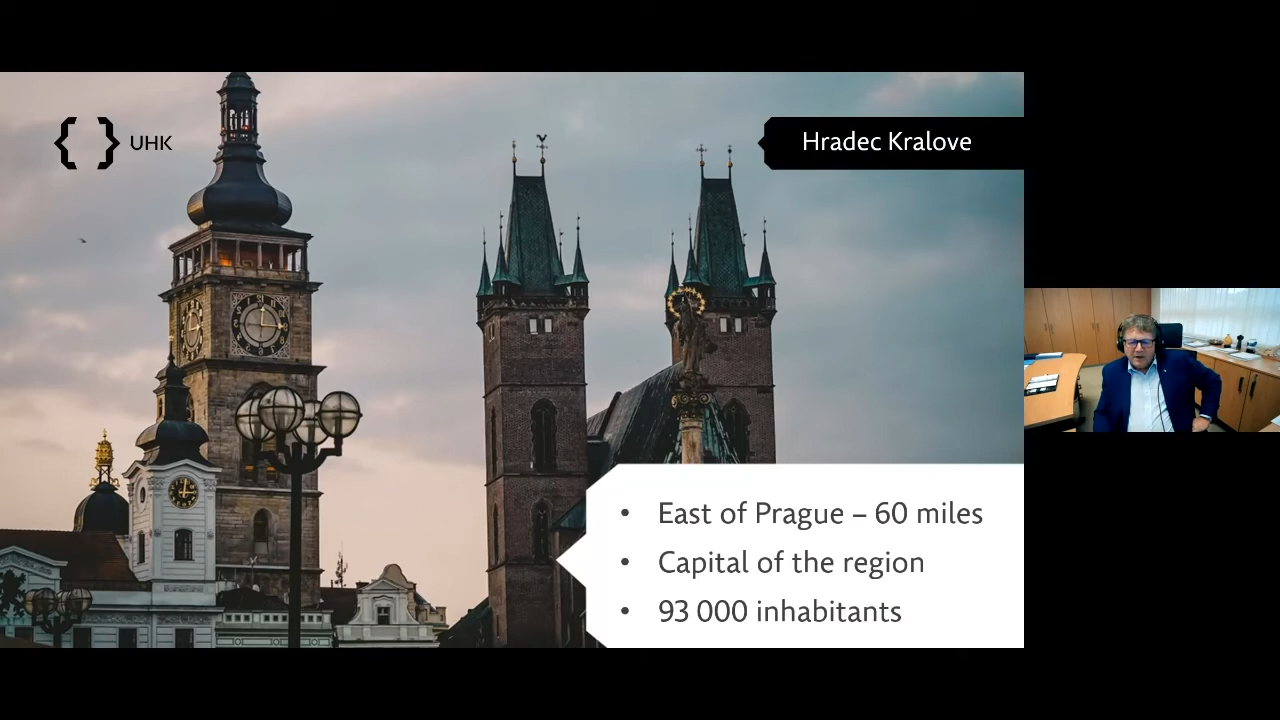 UHK
Hradec Kralove
• East of Prague – 60 miles
• Capital of the region
• 93 000 inhabitants